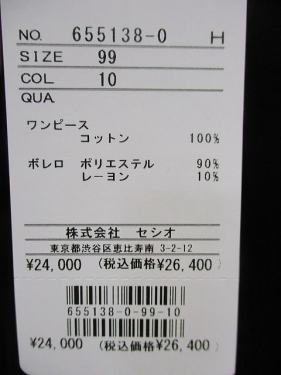 NO. 655138-0 H
SIZE 99
COL 10
QUA.
ワンピース
コットン 100%
ボレロ ポリエステル 90%
レーヨン 10%
株式会社 セシオ
東京都渋谷区恵比寿南 3-2-12
¥24,000 (税込価格¥26,400)
655138-0-99-10
¥24,000 (税込価格¥26,400)